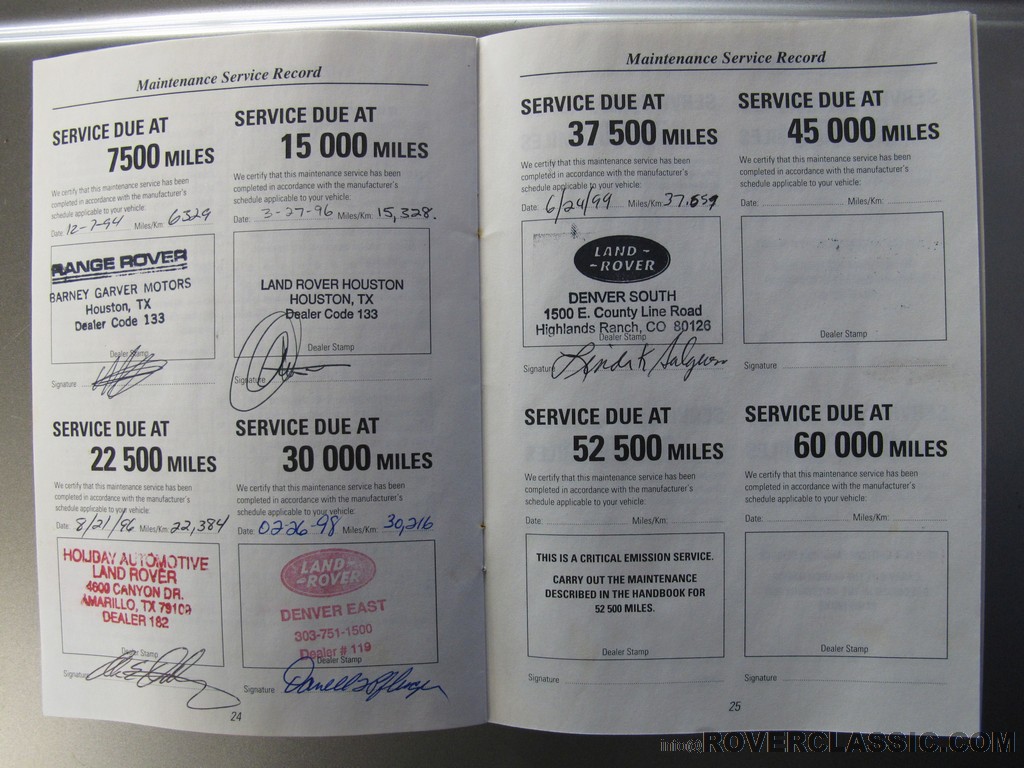 Maintenance Service Record
SERVICE DUE AT
7500 MILES
We certify that this maintenance service has been
completed in accordance with the manufacturer's
schedule applicable to your vehicle:
Date: 12-7-94 Miles/Km: 6329
RANGE ROVER
BARNEY GARVER MOTORS
Houston, TX
Dealer Code 133
Dealer Stamp
Signature
SERVICE DUE AT
15 000 MILES
We certify that this maintenance service has been
completed in accordance with the manufacturer's
schedule applicable to your vehicle:
Date: 3-27-96 Miles/Km: 15,328.
LAND ROVER HOUSTON
HOUSTON, TX
Dealer Code 133
Dealer Stamp
Signature
SERVICE DUE AT
22 500 MILES
We certify that this maintenance service has been
completed in accordance with the manufacturer's
schedule applicable to your vehicle:
Date: 8/21/96 Miles/Km: 22,384
HOLIDAY AUTOMOTIVE
LAND ROVER
4600 CANYON DR.
AMARILLO, TX 79109
DEALER 182
Dealer Stamp
Signature
SERVICE DUE AT
30 000 MILES
We certify that this maintenance service has been
completed in accordance with the manufacturer's
schedule applicable to your vehicle:
Date: 02-26-98 Miles/Km: 30,216
LAND-
-ROVER
DENVER EAST
303-751-1500
Dealer # 119
Dealer Stamp
Signature
24
Maintenance Service Record
SERVICE DUE AT
37 500 MILES
We certify that this maintenance service has been
completed in accordance with the manufacturer's
schedule applicable to your vehicle:
Date: 6/24/99 Miles/Km: 37,659
LAND-
-ROVER
DENVER SOUTH
1500 E. County Line Road
Highlands Ranch, CO 80126
Dealer Stamp
Signature Linda K
SERVICE DUE AT
45 000 MILES
We certify that this maintenance service has been
completed in accordance with the manufacturer's
schedule applicable to your vehicle:
Date: Miles/Km:
Dealer Stamp
Signature
SERVICE DUE AT
52 500 MILES
We certify that this maintenance service has been
completed in accordance with the manufacturer's
schedule applicable to your vehicle:
Date: Miles/Km:
THIS IS A CRITICAL EMISSION SERVICE.
CARRY OUT THE MAINTENANCE
DESCRIBED IN THE HANDBOOK FOR
52 500 MILES.
Dealer Stamp
Signature
SERVICE DUE AT
60 000 MILES
We certify that this maintenance service has been
completed in accordance with the manufacturer's
schedule applicable to your vehicle:
Date: Miles/Km:
Dealer Stamp
Signature
25
info@ROVERCLASSIC.COM